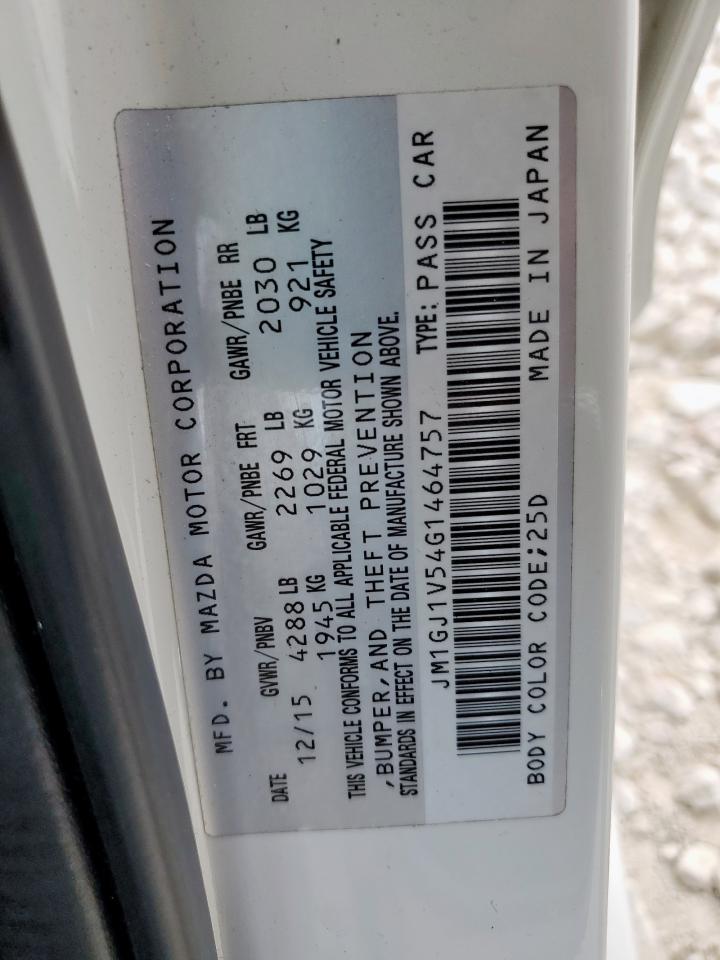 MFD. BY MAZDA MOTOR CORPORATION
DATE GVWR/PNBV GAWR/PNBE FRT GAWR/PNBE RR
12/15 4288 LB 2269 LB 2030 LB
1945 KG 1029 KG 921 KG
THIS VEHICLE CONFORMS TO ALL APPLICABLE FEDERAL MOTOR VEHICLE SAFETY
,BUMPER,AND THEFT PREVENTION
STANDARDS IN EFFECT ON THE DATE OF MANUFACTURE SHOWN ABOVE.
JM1GJ1V54G1464757 TYPE: PASS CAR
BODY COLOR CODE;25D MADE IN JAPAN